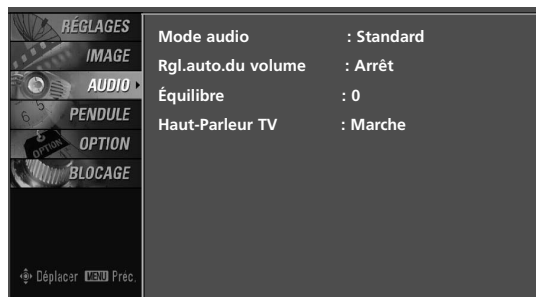 RÉGLAGES
IMAGE
AUDIO
PENDULE
OPTION
BLOCAGE
Déplacer MENU Préc.
Mode audio : Standard
Rgl.auto.du volume : Arrêt
Équilibre : 0
Haut-Parleur TV : Marche